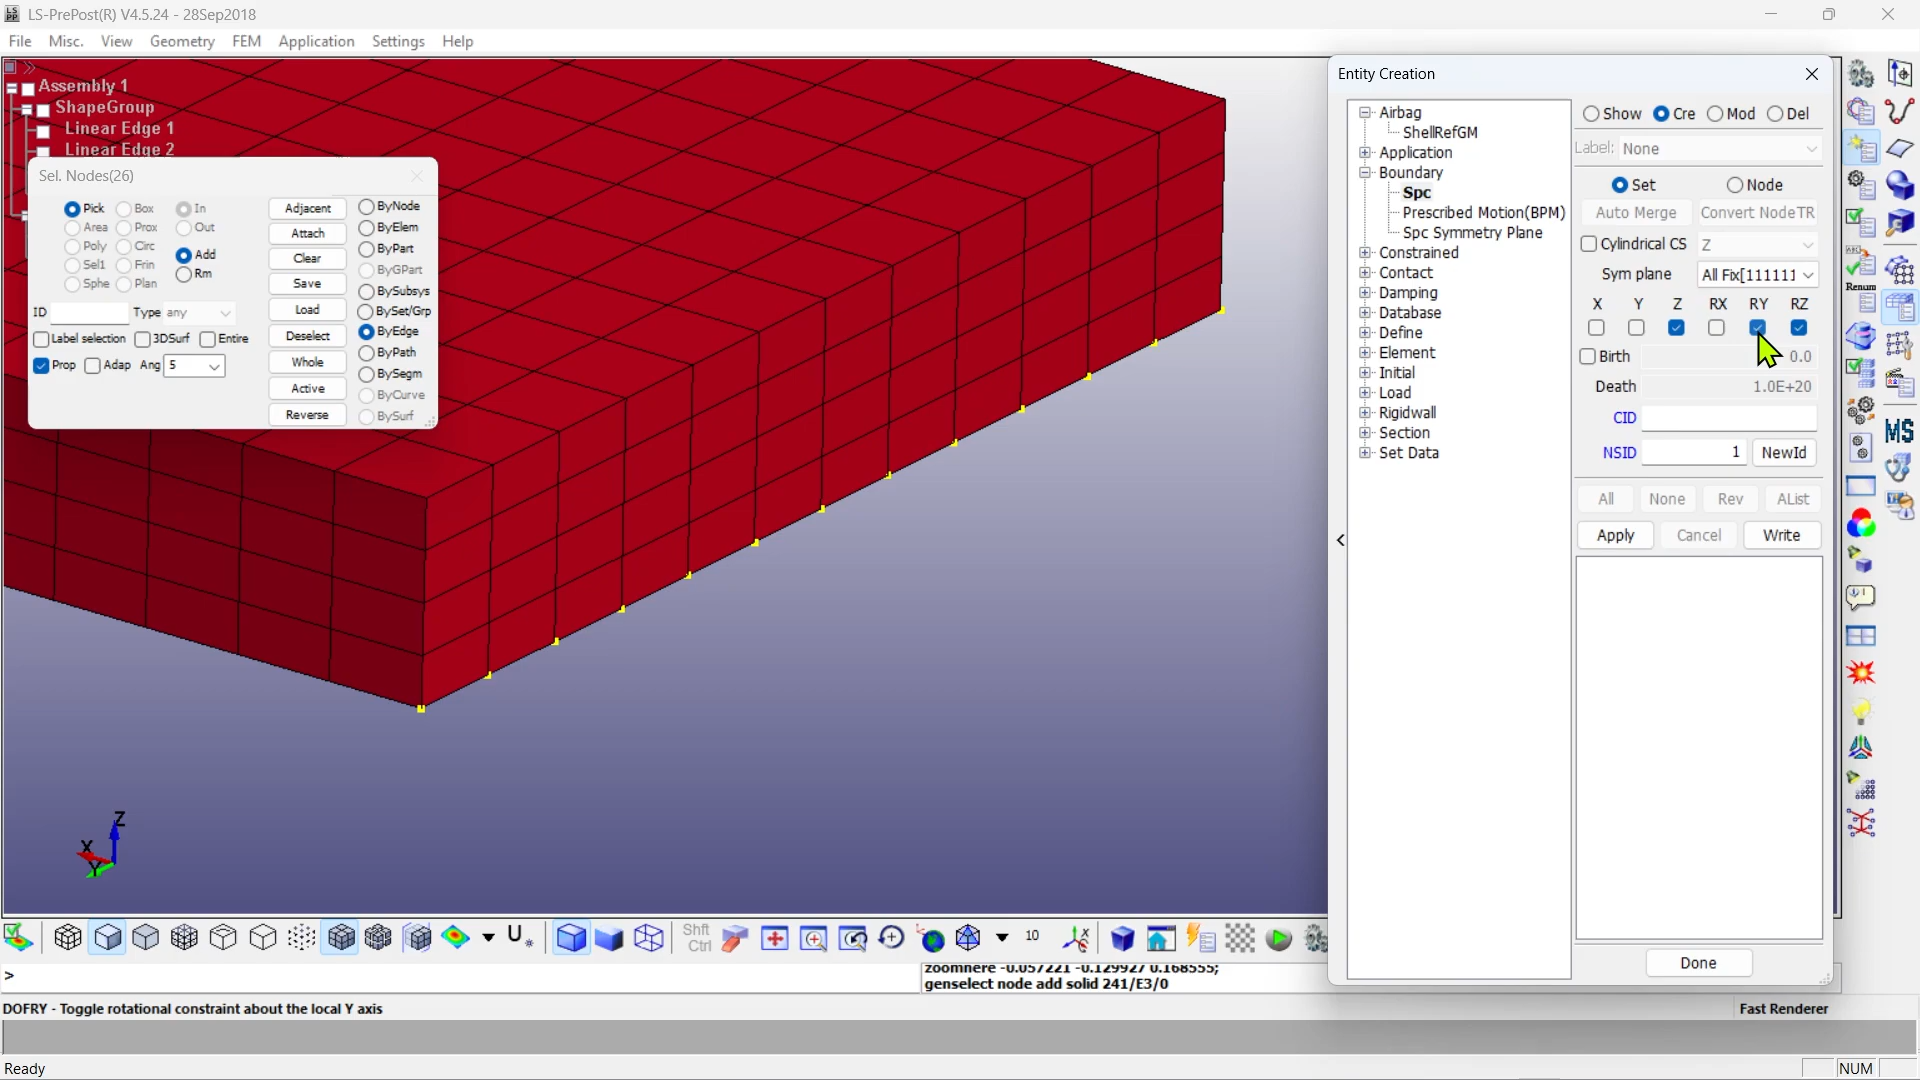 LS-PrePost(R) V4.5.24 - 28Sep2018
File Misc. View Geometry FEM Application Settings Help
Assembly 1
ShapeGroup
Linear Edge 1
Linear Edge 2
Sel. Nodes(26)
Pick Box In Adjacent ByNode
Area Prox Out Attach ByElem
Poly Circ Clear ByPart
Sel1 Frin Add Save ByGPart
Sphe Plan Rm Load BySubsys
ID Type any BySet/Grp
Label selection 3DSurf Entire Deselect ByEdge
Prop Adap Ang 5 Whole ByPath
Active BySegm
Reverse ByCurve
BySurf
Z
X
Y
Entity Creation
Airbag
ShellRefGM
Application
Boundary
Spc
Prescribed Motion(BPM)
Spc Symmetry Plane
Constrained
Contact
Damping
Database
Define
Element
Initial
Load
Rigidwall
Section
Set Data
Show Cre Mod Del
Label: None
Set Node
Auto Merge Convert NodeTR
Cylindrical CS Z
Sym plane All Fix[111111
X Y Z RX RY RZ
Birth 0.0
Death 1.0E+20
CID
NSID 1 NewId
All None Rev AList
Apply Cancel Write
Done
Renum
MS
Shft
Ctrl
10
>
zoomhere -0.057221 -0.129927 0.168555;
genselect node add solid 241/E3/0
DOFRY - Toggle rotational constraint about the local Y axis
Fast Renderer
Ready
NUM